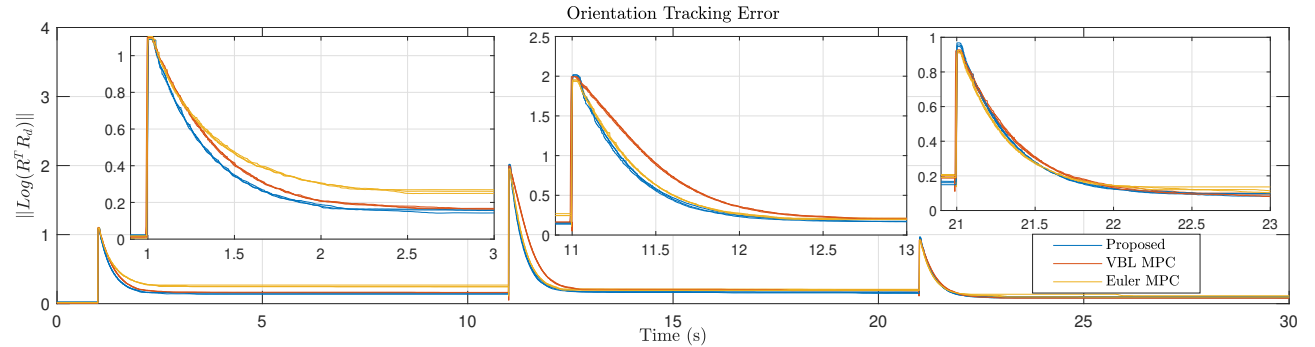 Orientation Tracking Error
||Log(R^T R_d)||
4
3
2
1
0
1
0.8
0.6
0.4
0.2
0
1 1.5 2 2.5 3
2.5
2
1.5
1
0.5
0
11 11.5 12 12.5 13
1
0.8
0.6
0.4
0.2
0
21 21.5 22 22.5 23
Proposed
VBL MPC
Euler MPC
0 5 10 15 20 25 30
Time (s)